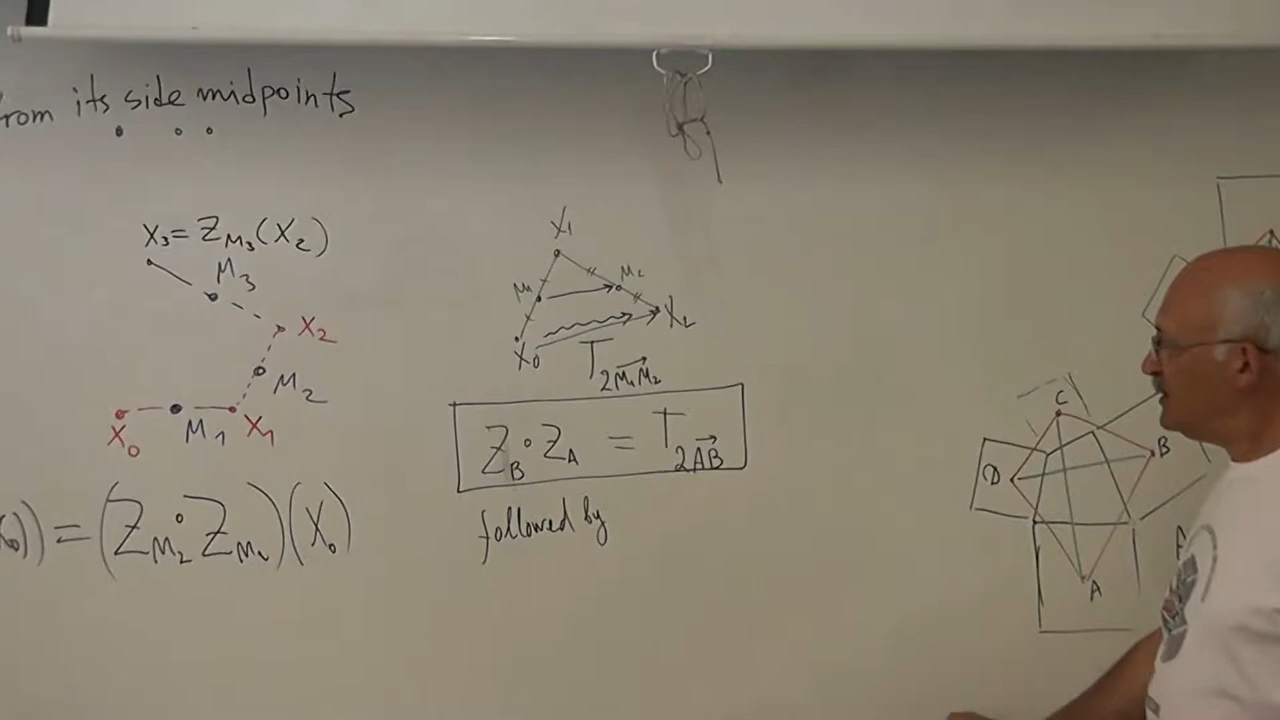 from its side midpoints
X₃ = Z_M₃(X₂)
M₃
X₂
M₂
X₀ M₁ X₁
)) = (Z_M₂ ∘ Z_M₁)(X₀)
X₁
M₁ M₂
X₀ X₂
T_2M₁M₂→
Z_B ∘ Z_A = T_2AB→
followed by
C
D B
A